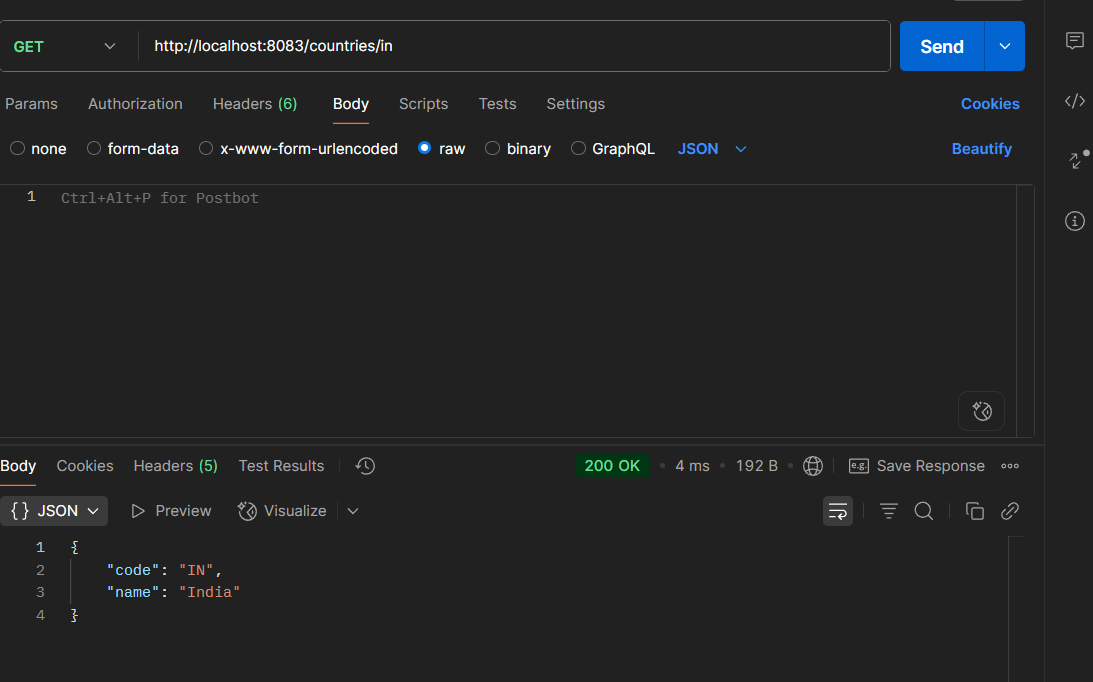 GET http://localhost:8083/countries/in Send
Params Authorization Headers (6) Body Scripts Tests Settings Cookies
none form-data x-www-form-urlencoded raw binary GraphQL JSON Beautify
1 Ctrl+Alt+P for Postbot
Body Cookies Headers (5) Test Results 200 OK • 4 ms • 192 B • e.g. Save Response
{} JSON Preview Visualize
1 {
2 "code": "IN",
3 "name": "India"
4 }